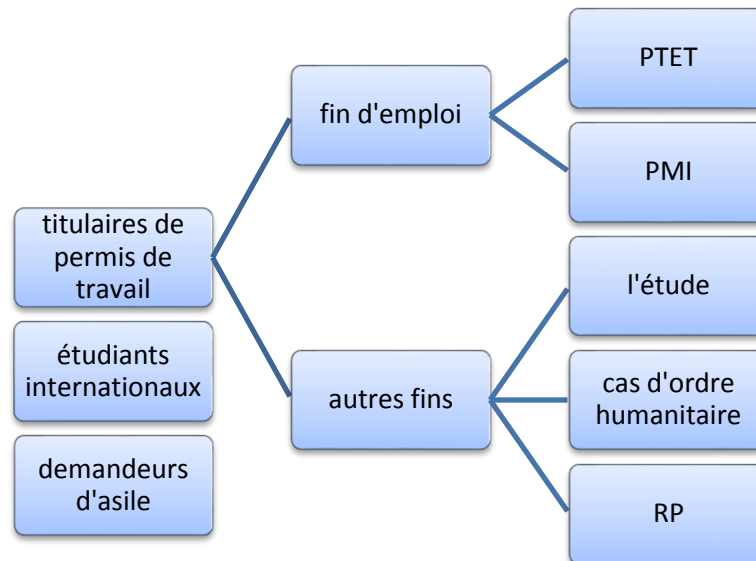 titulaires de
permis de
travail
étudiants
internationaux
demandeurs
d'asile
fin d'emploi
autres fins
PTET
PMI
l'étude
cas d'ordre
humanitaire
RP